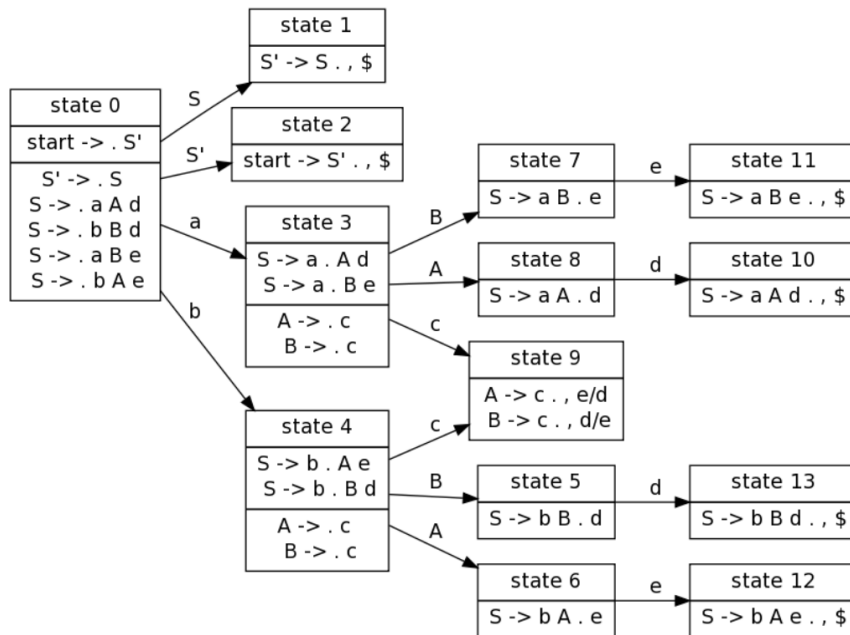 state 0
start -> . S'
S' -> . S
S -> . a A d
S -> . b B d
S -> . a B e
S -> . b A e
S
S'
a
b
state 1
S' -> S . , $
state 2
start -> S' . , $
state 3
S -> a . A d
S -> a . B e
A -> . c
B -> . c
B
A
c
state 4
S -> b . A e
S -> b . B d
A -> . c
B -> . c
c
B
A
state 7
S -> a B . e
e
state 11
S -> a B e . , $
state 8
S -> a A . d
d
state 10
S -> a A d . , $
state 9
A -> c . , e/d
B -> c . , d/e
state 5
S -> b B . d
d
state 13
S -> b B d . , $
state 6
S -> b A . e
e
state 12
S -> b A e . , $